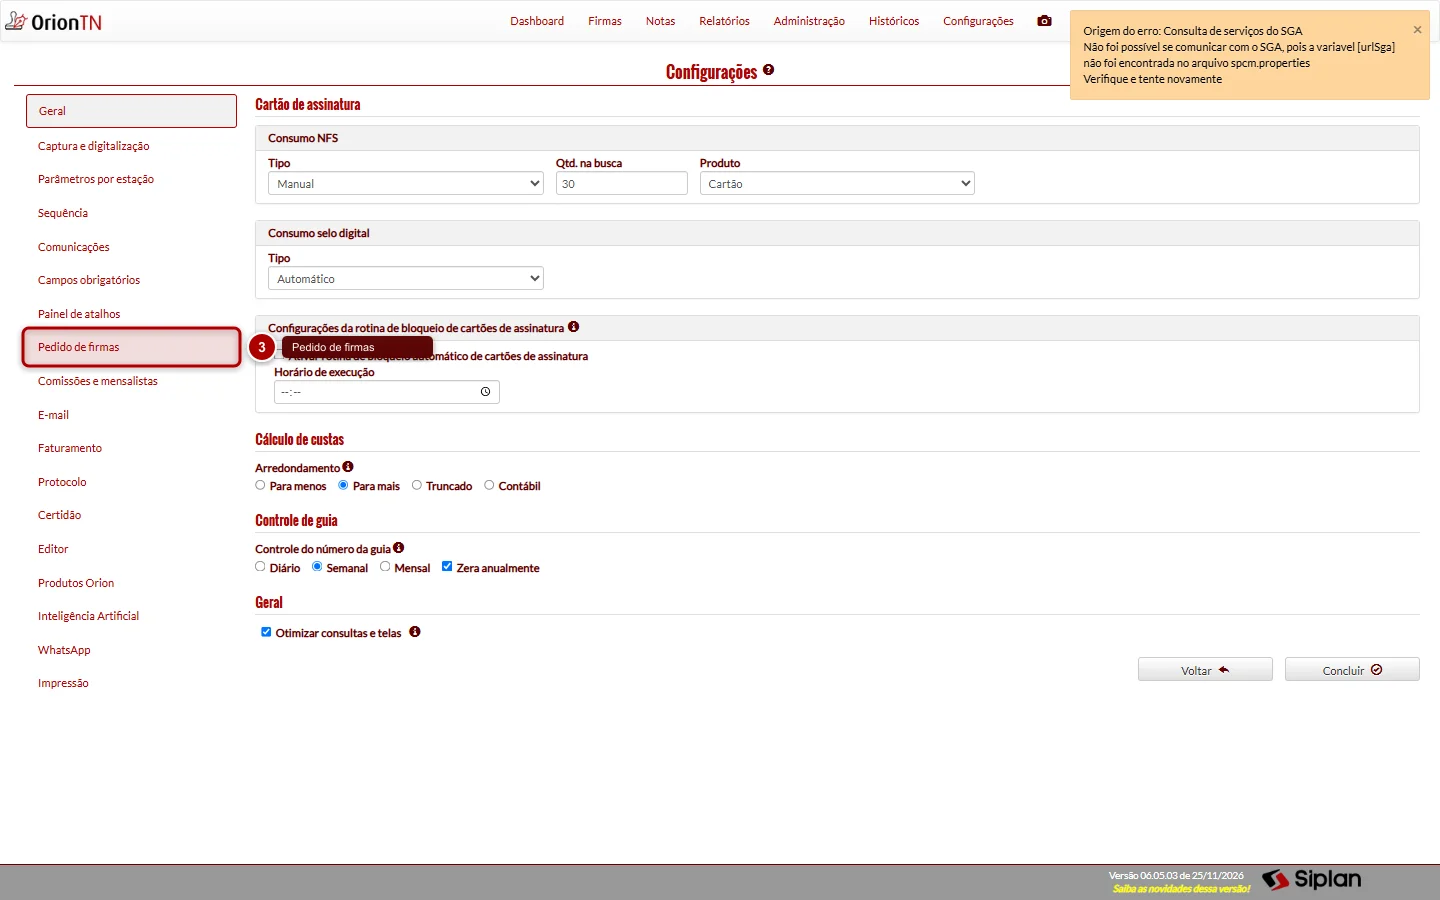 OrionTN
Dashboard
Firmas
Notas
Relatórios
Administração
Históricos
Configurações
Origem do erro: Consulta de serviços do SGA
×
Não foi possível se comunicar com o SGA, pois a variavel [urlSga]
não foi encontrada no arquivo spcm.properties
Verifique e tente novamente
Configurações
Geral
Captura e digitalização
Parâmetros por estação
Sequência
Comunicações
Campos obrigatórios
Painel de atalhos
Pedido de firmas
Comissões e mensalistas
E-mail
Faturamento
Protocolo
Certidão
Editor
Produtos Orion
Inteligência Artificial
WhatsApp
Impressão
3
Pedido de firmas
Cartão de assinatura
Consumo NFS
Tipo
Qtd. na busca
Produto
Manual
30
Cartão
Consumo selo digital
Tipo
Automático
Configurações da rotina de bloqueio de cartões de assinatura
Ativar rotina de bloqueio automático de cartões de assinatura
Horário de execução
--:--
Cálculo de custas
Arredondamento
Para menos
Para mais
Truncado
Contábil
Controle de guia
Controle do número da guia
Diário
Semanal
Mensal
Zera anualmente
Geral
Otimizar consultas e telas
Voltar
Concluir
Versão 06.05.03 de 25/11/2026
Saiba as novidades dessa versão!
Siplan